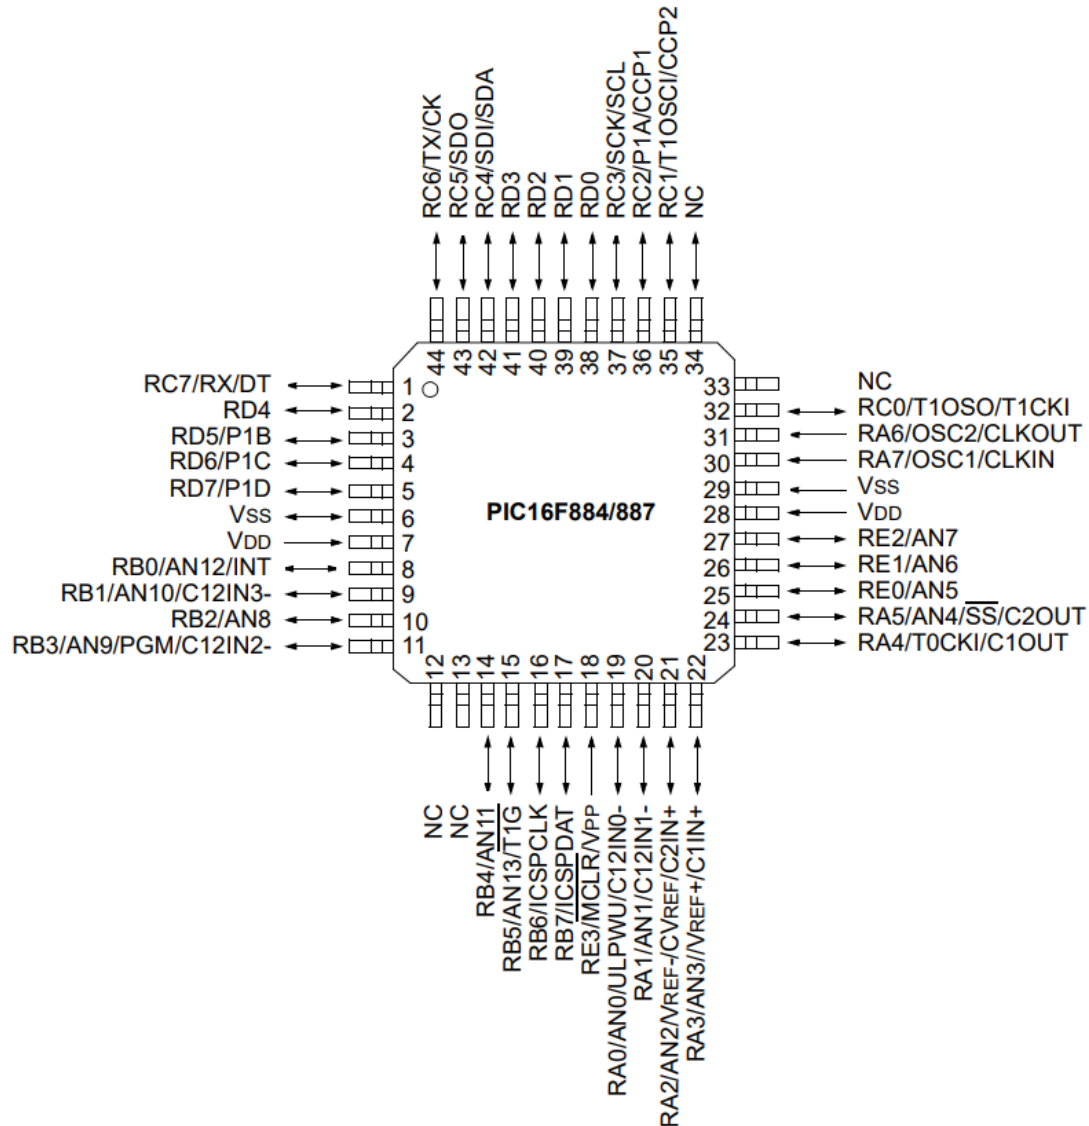 RC6/TX/CK
RC5/SDO
RC4/SDI/SDA
RD3
RD2
RD1
RD0
RC3/SCK/SCL
RC2/P1A/CCP1
RC1/T1OSCI/CCP2
NC
44
43
42
41
40
39
38
37
36
35
34
RC7/RX/DT
1
RD4
2
RD5/P1B
3
RD6/P1C
4
RD7/P1D
5
VSS
6
VDD
7
RB0/AN12/INT
8
RB1/AN10/C12IN3-
9
RB2/AN8
10
RB3/AN9/PGM/C12IN2-
11
PIC16F884/887
33
NC
32
RC0/T1OSO/T1CKI
31
RA6/OSC2/CLKOUT
30
RA7/OSC1/CLKIN
29
VSS
28
VDD
27
RE2/AN7
26
RE1/AN6
25
RE0/AN5
24
RA5/AN4/SS/C2OUT
23
RA4/T0CKI/C1OUT
12
13
14
15
16
17
18
19
20
21
22
NC
NC
RB4/AN11
RB5/AN13/T1G
RB6/ICSPCLK
RB7/ICSPDAT
RE3/MCLR/VPP
RA0/AN0/ULPWU/C12IN0-
RA1/AN1/C12IN1-
RA2/AN2/VREF-/CVREF/C2IN+
RA3/AN3//VREF+/C1IN+